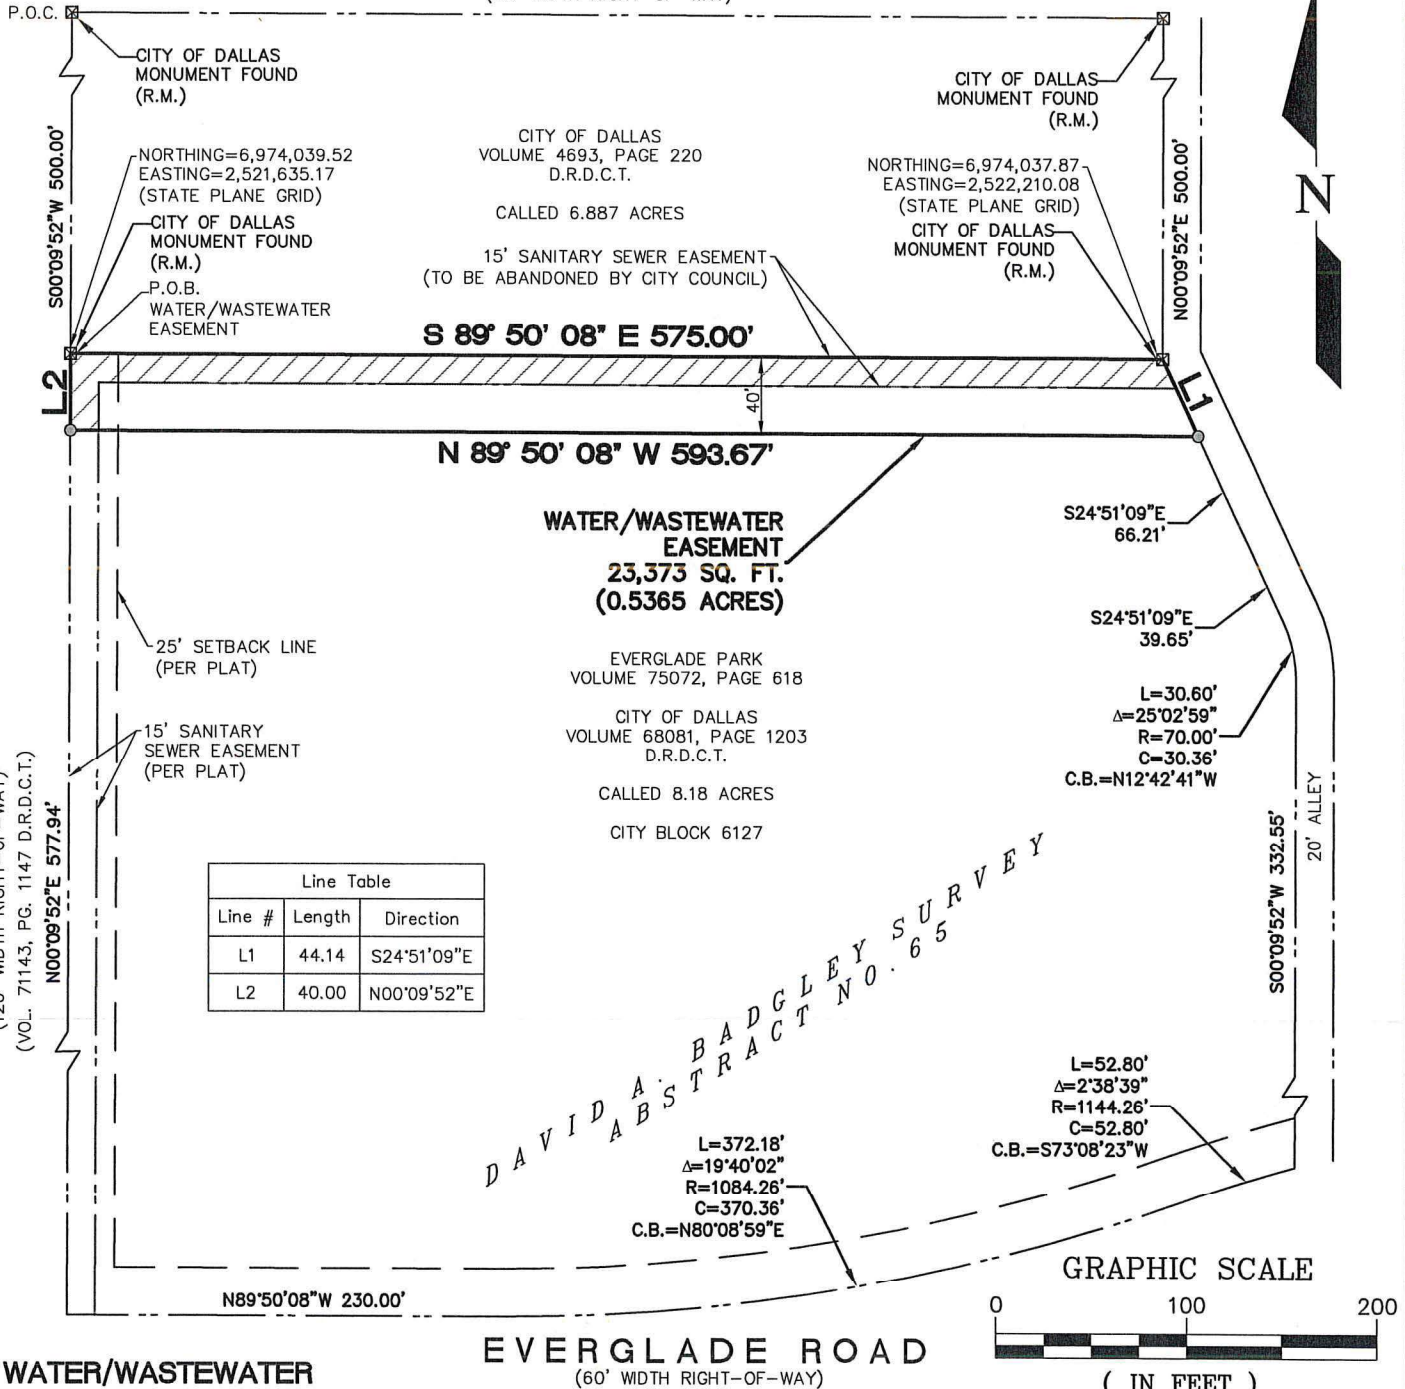 P.O.C.
CITY OF DALLAS
MONUMENT FOUND
(R.M.)
CITY OF DALLAS
MONUMENT FOUND
(R.M.)
S00°09'52"W 500.00'
NORTHING=6,974,039.52
EASTING=2,521,635.17
(STATE PLANE GRID)
CITY OF DALLAS
MONUMENT FOUND
(R.M.)
P.O.B.
WATER/WASTEWATER
EASEMENT
CITY OF DALLAS
VOLUME 4693, PAGE 220
D.R.D.C.T.
CALLED 6.887 ACRES
15' SANITARY SEWER EASEMENT
(TO BE ABANDONED BY CITY COUNCIL)
NORTHING=6,974,037.87
EASTING=2,522,210.08
(STATE PLANE GRID)
CITY OF DALLAS
MONUMENT FOUND
(R.M.)
N00°09'52"E 500.00'
N
S 89° 50' 08" E 575.00'
L2
40'
L1
N 89° 50' 08" W 593.67'
WATER/WASTEWATER
EASEMENT
23,373 SQ. FT.
(0.5365 ACRES)
S24°51'09"E
66.21'
S24°51'09"E
39.65'
25' SETBACK LINE
(PER PLAT)
EVERGLADE PARK
VOLUME 75072, PAGE 618
CITY OF DALLAS
VOLUME 68081, PAGE 1203
D.R.D.C.T.
CALLED 8.18 ACRES
CITY BLOCK 6127
L=30.60'
Δ=25°02'59"
R=70.00'
C=30.36'
C.B.=N12°42'41"W
15' SANITARY
SEWER EASEMENT
(PER PLAT)
(VOL. 71143, PG. 1147 D.R.D.C.T.)
N00°09'52"E 577.94'
S00°09'52"W 332.55'
20' ALLEY
Line Table
Line # Length Direction
L1 44.14 S24°51'09"E
L2 40.00 N00°09'52"E
DAVID A. BADGLEY SURVEY
ABSTRACT NO. 65
L=52.80'
Δ=2°38'39"
R=1144.26'
C=52.80'
C.B.=S73°08'23"W
L=372.18'
Δ=19°40'02"
R=1084.26'
C=370.36'
C.B.=N80°08'59"E
N89°50'08"W 230.00'
GRAPHIC SCALE
0 100 200
( IN FEET )
EVERGLADE ROAD
(60' WIDTH RIGHT-OF-WAY)
WATER/WASTEWATER